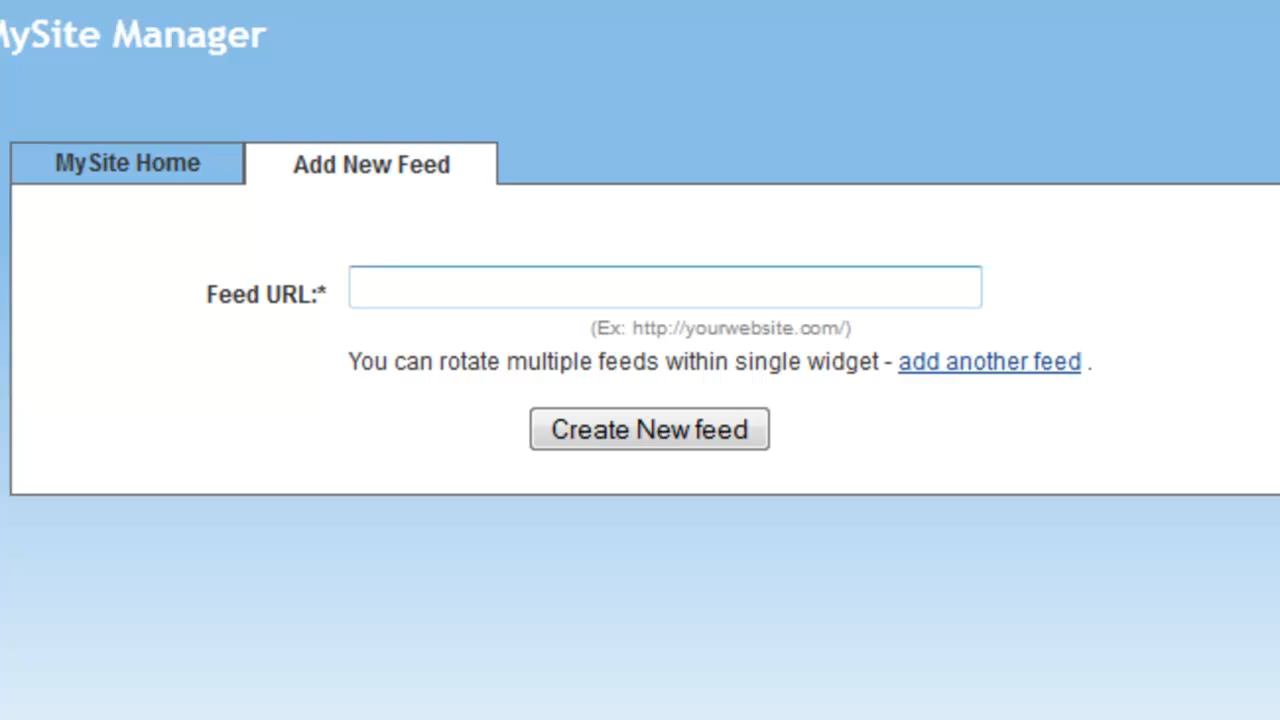 MySite Manager
MySite Home
Add New Feed
Feed URL:*
(Ex: http://yourwebsite.com/)
You can rotate multiple feeds within single widget - add another feed .
Create New feed